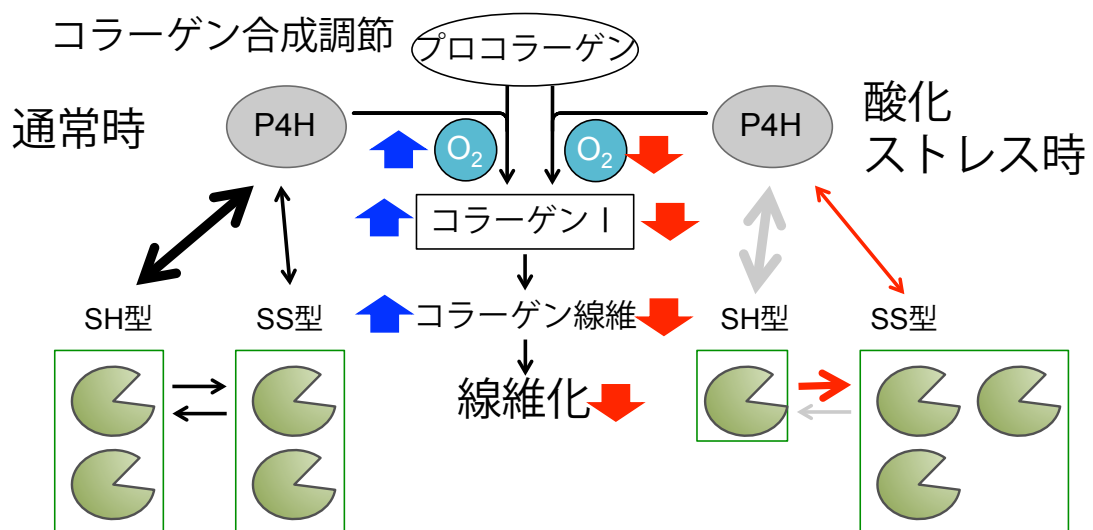 コラーゲン合成調節
プロコラーゲン
通常時
P4H
O2
O2
P4H
酸化
ストレス時
コラーゲン I
SH型
SS型
コラーゲン線維
SH型
SS型
線維化